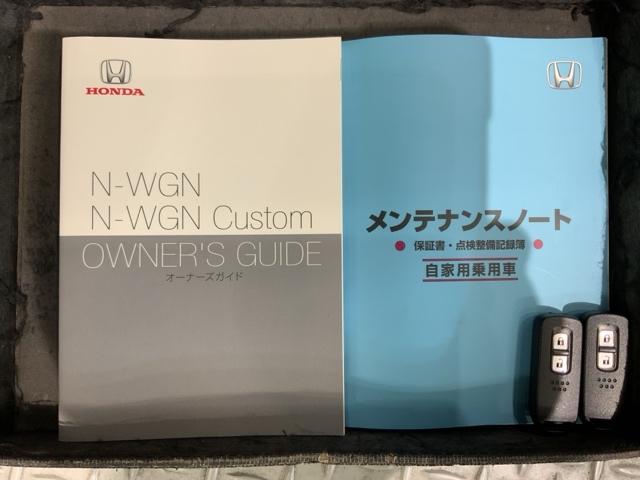 HONDA
N-WGN
N-WGN Custom
OWNER'S GUIDE
オーナーズガイド
メンテナンスノート
● 保証書・点検整備記録簿 ●
自家用乗用車